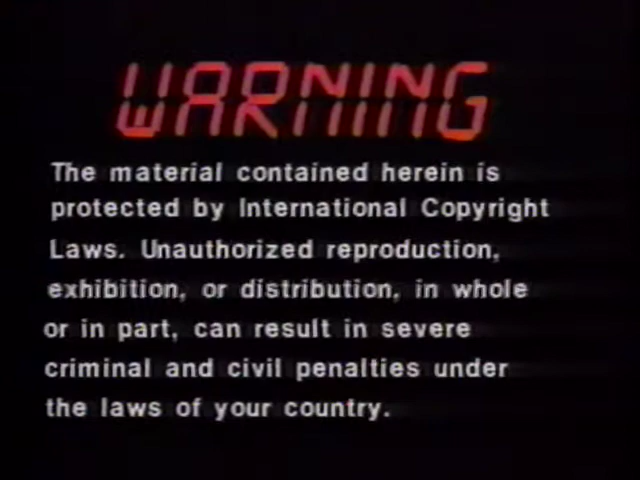 WARNING
The material contained herein is
protected by International Copyright
Laws. Unauthorized reproduction,
exhibition, or distribution, in whole
or in part, can result in severe
criminal and civil penalties under
the laws of your country.